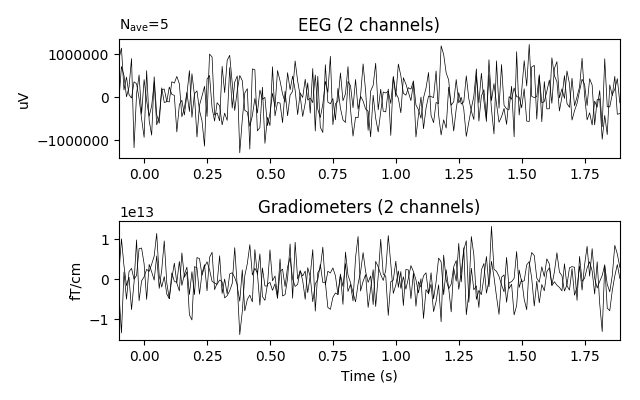 N_ave=5
EEG (2 channels)
1000000
0
−1000000
uV
0.00 0.25 0.50 0.75 1.00 1.25 1.50 1.75
1e13
Gradiometers (2 channels)
1
0
−1
fT/cm
0.00 0.25 0.50 0.75 1.00 1.25 1.50 1.75
Time (s)